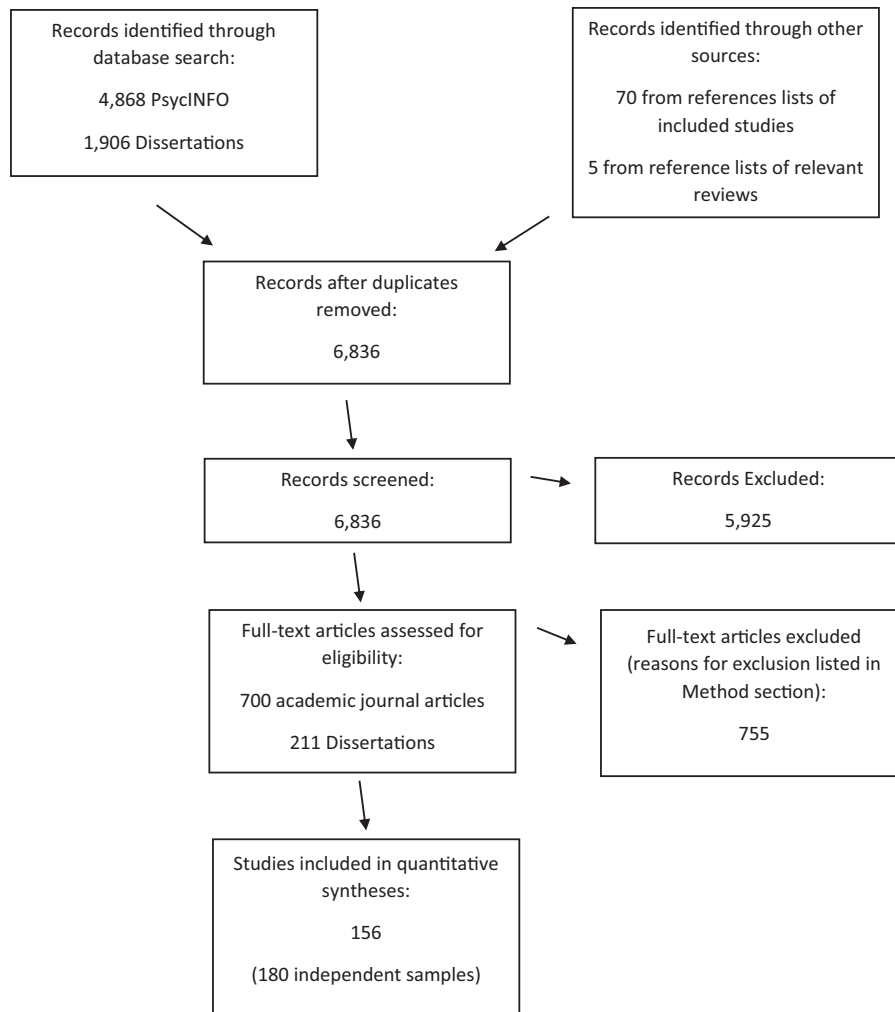 Records identified through
database search:
4,868 PsycINFO
1,906 Dissertations
Records identified through other
sources:
70 from references lists of
included studies
5 from reference lists of relevant
reviews
Records after duplicates
removed:
6,836
Records screened:
6,836
Records Excluded:
5,925
Full-text articles assessed for
eligibility:
700 academic journal articles
211 Dissertations
Full-text articles excluded
(reasons for exclusion listed in
Method section):
755
Studies included in quantitative
syntheses:
156
(180 independent samples)